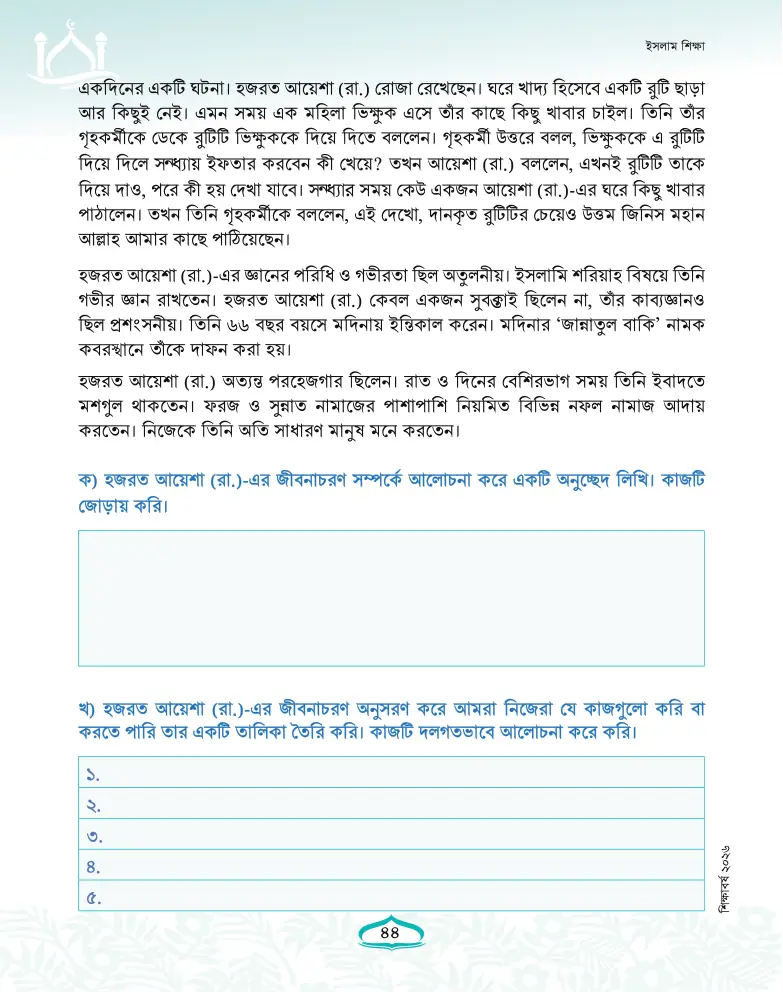 ইসলাম শিক্ষা
একদিনের একটি ঘটনা। হজরত আয়েশা (রা.) রোজা রেখেছেন। ঘরে খাদ্য হিসেবে একটি রুটি ছাড়া
আর কিছুই নেই। এমন সময় এক মহিলা ভিক্ষুক এসে তাঁর কাছে কিছু খাবার চাইল। তিনি তাঁর
গৃহকর্মীকে ডেকে রুটিটি ভিক্ষুককে দিয়ে দিতে বললেন। গৃহকর্মী উত্তরে বলল, ভিক্ষুককে এ রুটিটি
দিয়ে দিলে সন্ধ্যায় ইফতার করবেন কী খেয়ে? তখন আয়েশা (রা.) বললেন, এখনই রুটিটি তাকে
দিয়ে দাও, পরে কী হয় দেখা যাবে। সন্ধ্যার সময় কেউ একজন আয়েশা (রা.)-এর ঘরে কিছু খাবার
পাঠালেন। তখন তিনি গৃহকর্মীকে বললেন, এই দেখো, দানকৃত রুটিটির চেয়েও উত্তম জিনিস মহান
আল্লাহ আমার কাছে পাঠিয়েছেন।
হজরত আয়েশা (রা.)-এর জ্ঞানের পরিধি ও গভীরতা ছিল অতুলনীয়। ইসলামি শরিয়াহ বিষয়ে তিনি
গভীর জ্ঞান রাখতেন। হজরত আয়েশা (রা.) কেবল একজন সুবক্তাই ছিলেন না, তাঁর কাব্যজ্ঞানও
ছিল প্রশংসনীয়। তিনি ৬৬ বছর বয়সে মদিনায় ইন্তিকাল করেন। মদিনার ‘জান্নাতুল বাকি’ নামক
কবরস্থানে তাঁকে দাফন করা হয়।
হজরত আয়েশা (রা.) অত্যন্ত পরহেজগার ছিলেন। রাত ও দিনের বেশিরভাগ সময় তিনি ইবাদতে
মশগুল থাকতেন। ফরজ ও সুন্নাত নামাজের পাশাপাশি নিয়মিত বিভিন্ন নফল নামাজ আদায়
করতেন। নিজেকে তিনি অতি সাধারণ মানুষ মনে করতেন।
ক) হজরত আয়েশা (রা.)-এর জীবনাচরণ সম্পর্কে আলোচনা করে একটি অনুচ্ছেদ লিখি। কাজটি
জোড়ায় করি।
খ) হজরত আয়েশা (রা.)-এর জীবনাচরণ অনুসরণ করে আমরা নিজেরা যে কাজগুলো করি বা
করতে পারি তার একটি তালিকা তৈরি করি। কাজটি দলগতভাবে আলোচনা করে করি।
১.
২.
৩.
৪.
৫.
শিক্ষাবর্ষ ২০২৬
৪৪